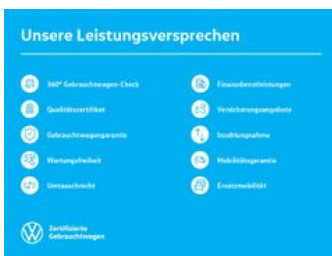 Unsere Leistungsversprechen
360° Gebrauchtwagen-Check
Qualitätszertifikat
Gebrauchtwagengarantie
Wartungsfreiheit
Umtauschrecht
Finanzdienstleistungen
Versicherungsangebote
Inzahlungnahme
Mobilitätsgarantie
Ersatzmobilität
Zertifizierte
Gebrauchtwagen